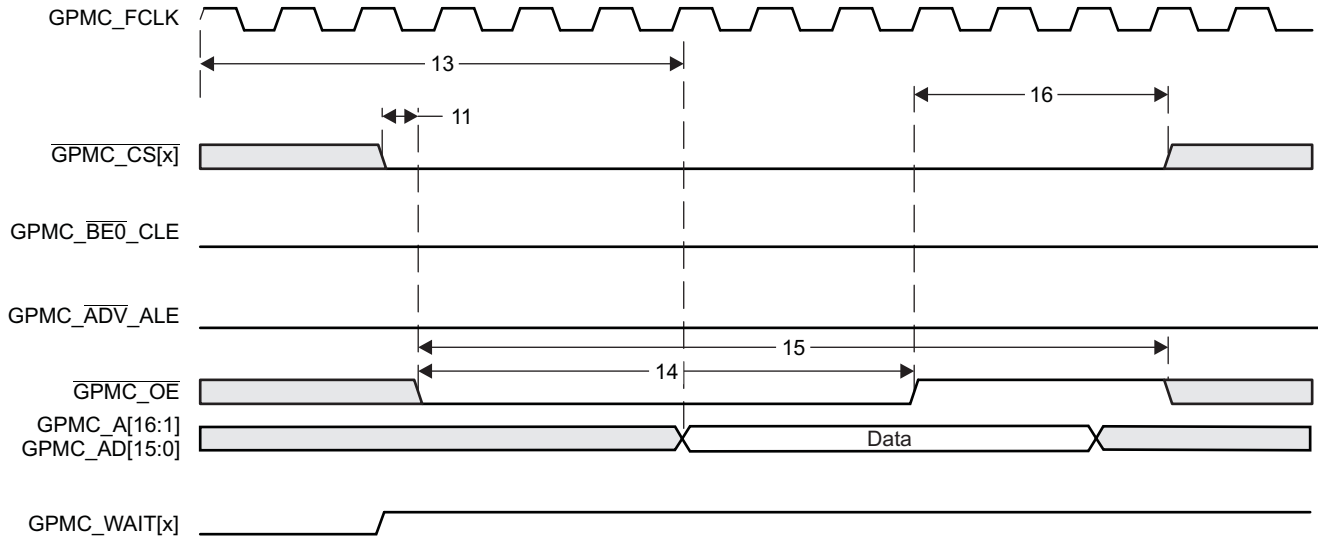 GPMC_FCLK
13
16
11
GPMC_CS[x]
GPMC_BE0_CLE
GPMC_ADV_ALE
15
14
GPMC_OE
GPMC_A[16:1]
GPMC_AD[15:0]
Data
GPMC_WAIT[x]